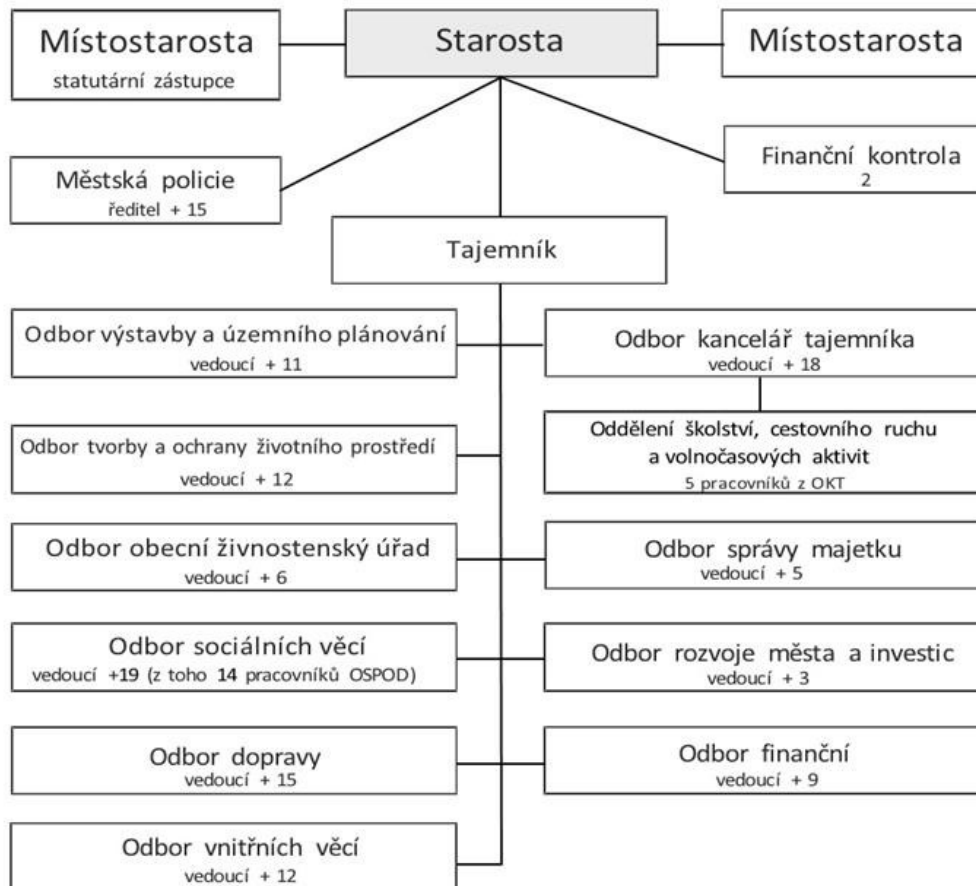 Místostarosta
statutární zástupce
Starosta
Místostarosta
Městská policie
ředitel + 15
Finanční kontrola
2
Tajemník
Odbor výstavby a územního plánování
vedoucí + 11
Odbor kancelář tajemníka
vedoucí + 18
Odbor tvorby a ochrany životního prostředí
vedoucí + 12
Oddělení školství, cestovního ruchu
a volnočasových aktivit
5 pracovníků z OKT
Odbor obecní živnostenský úřad
vedoucí + 6
Odbor správy majetku
vedoucí + 5
Odbor sociálních věcí
vedoucí +19 (z toho 14 pracovníků OSPOD)
Odbor rozvoje města a investic
vedoucí + 3
Odbor dopravy
vedoucí + 15
Odbor finanční
vedoucí + 9
Odbor vnitřních věcí
vedoucí + 12